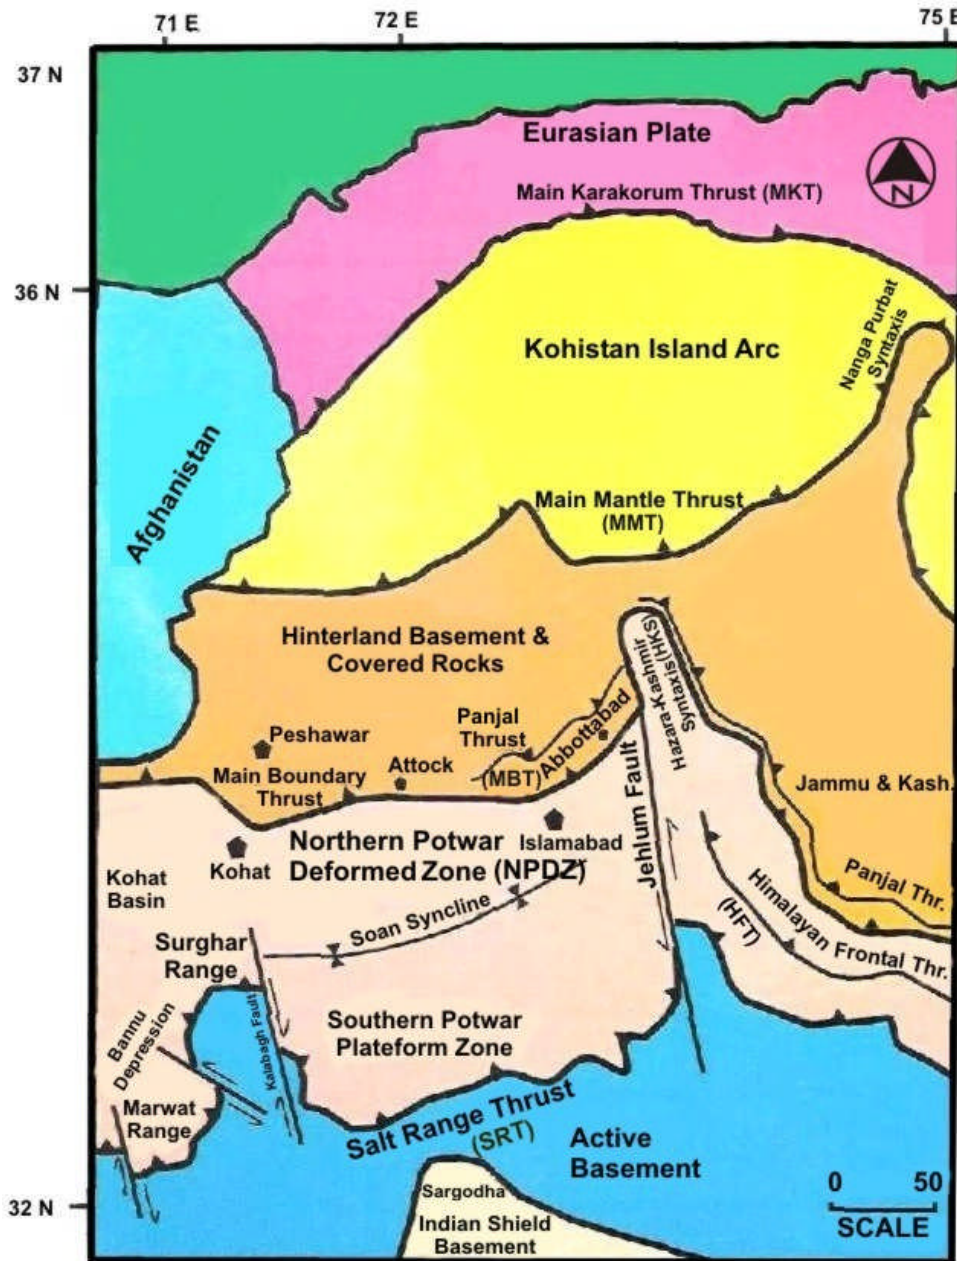 71 E
72 E
75 E
37 N
Eurasian Plate
Main Karakorum Thrust (MKT)
N
36 N
Nanga Purbat
Syntaxis
Kohistan Island Arc
Afghanistan
Main Mantle Thrust
(MMT)
Hinterland Basement &
Covered Rocks
Hazara-Kashmir
Syntaxis(HKS)
Peshawar
Panjal
Thrust
Abbottabad
(MBT)
Attock
Main Boundary
Thrust
Jammu & Kash.
Jehlum Fault
Northern Potwar
Deformed Zone (NPDZ)
Islamabad
Kohat
Kohat
Basin
Panjal Thr.
Himalayan Frontal Thr.
(HFT)
Soan Syncline
Surghar
Range
Kalabagh Fault
Southern Potwar
Plateform Zone
Bannu
Depression
Marwat
Range
Salt Range Thrust
(SRT)
Active
Basement
Sargodha
Indian Shield
Basement
32 N
0 50
SCALE